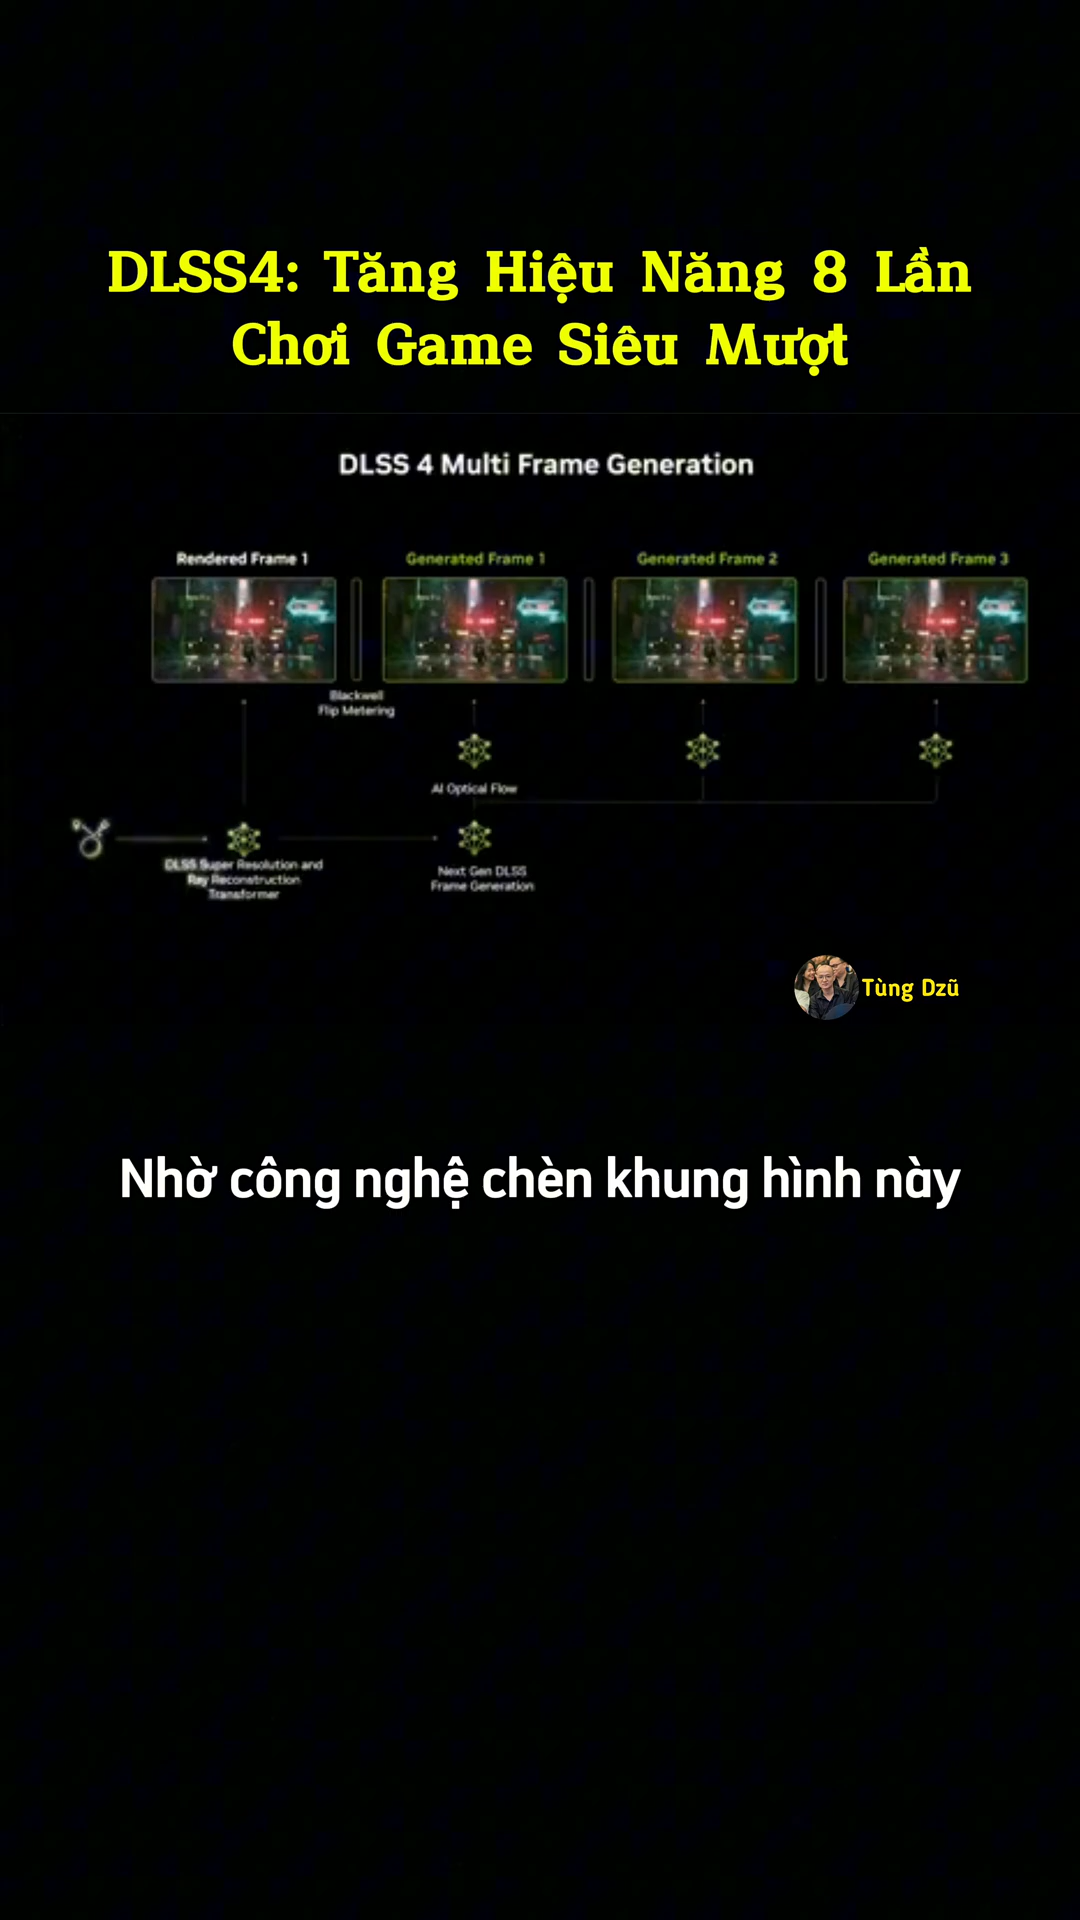 DLSS4: Tăng Hiệu Năng 8 Lần
Chơi Game Siêu Mượt
DLSS 4 Multi Frame Generation
Rendered Frame 1
Generated Frame 1
Generated Frame 2
Generated Frame 3
Blackwell
Flip Metering
AI Optical Flow
DLSS Super Resolution and
Ray Reconstruction
Transformer
Next Gen DLSS
Frame Generation
Tùng Dzũ
Nhờ công nghệ chèn khung hình này